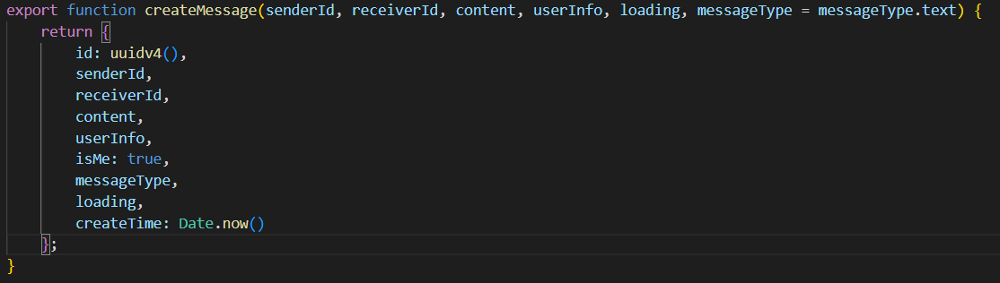 export function createMessage(senderId, receiverId, content, userInfo, loading, messageType = messageType.text) {
    return {
        id: uuidv4(),
        senderId,
        receiverId,
        content,
        userInfo,
        isMe: true,
        messageType,
        loading,
        createTime: Date.now()
    };
}